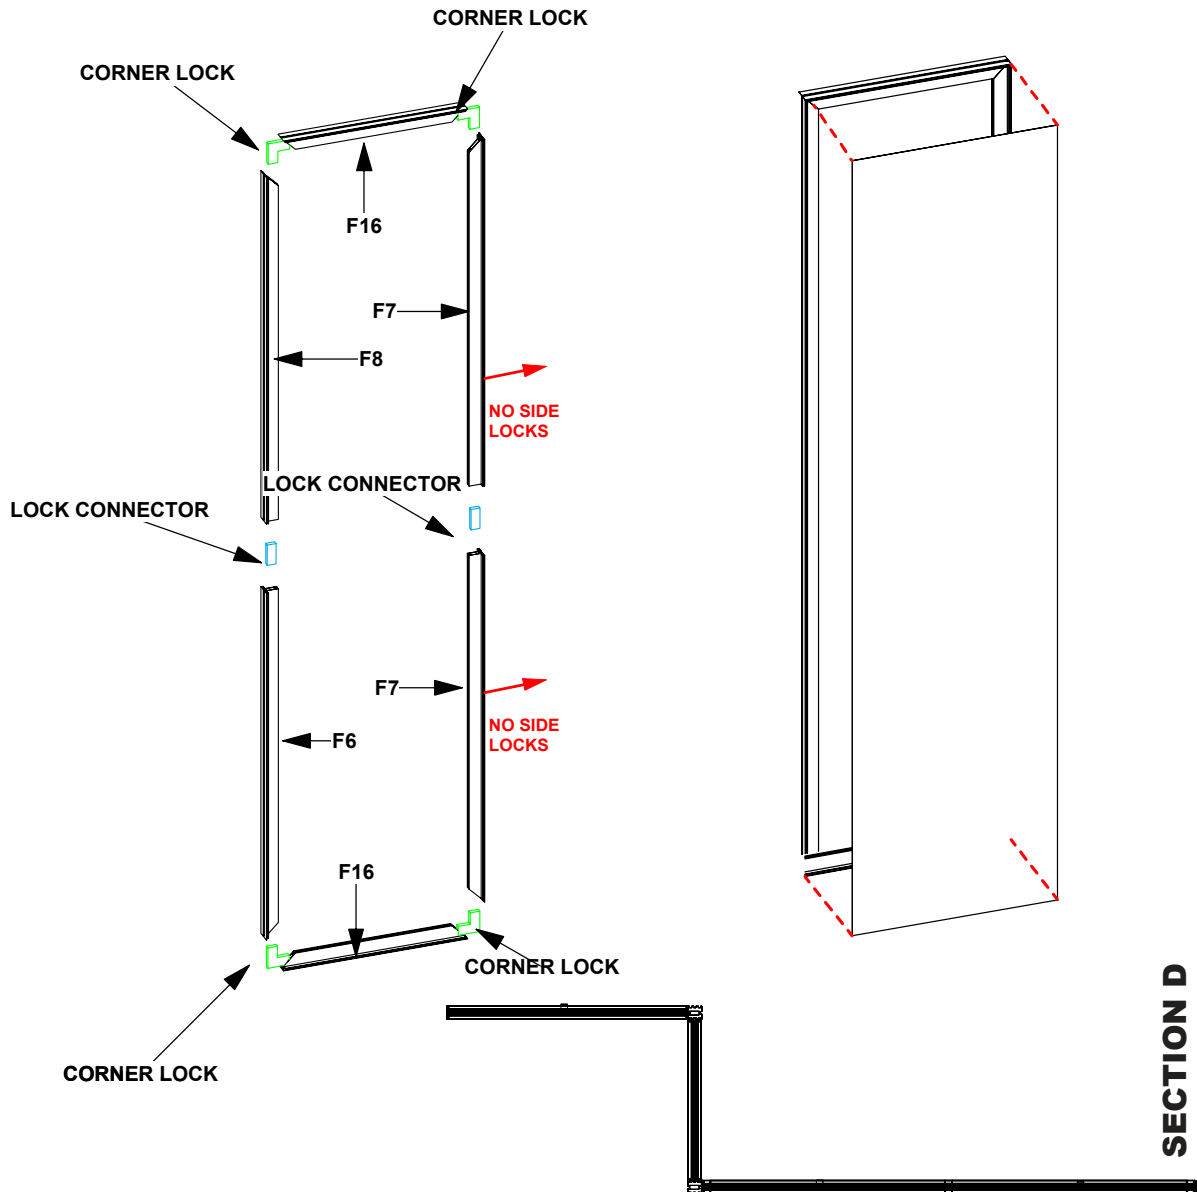 CORNER LOCK
CORNER LOCK
F16
F7
F8
NO SIDE
LOCKS
LOCK CONNECTOR
LOCK CONNECTOR
F7
NO SIDE
LOCKS
F6
F16
CORNER LOCK
CORNER LOCK
SECTION D